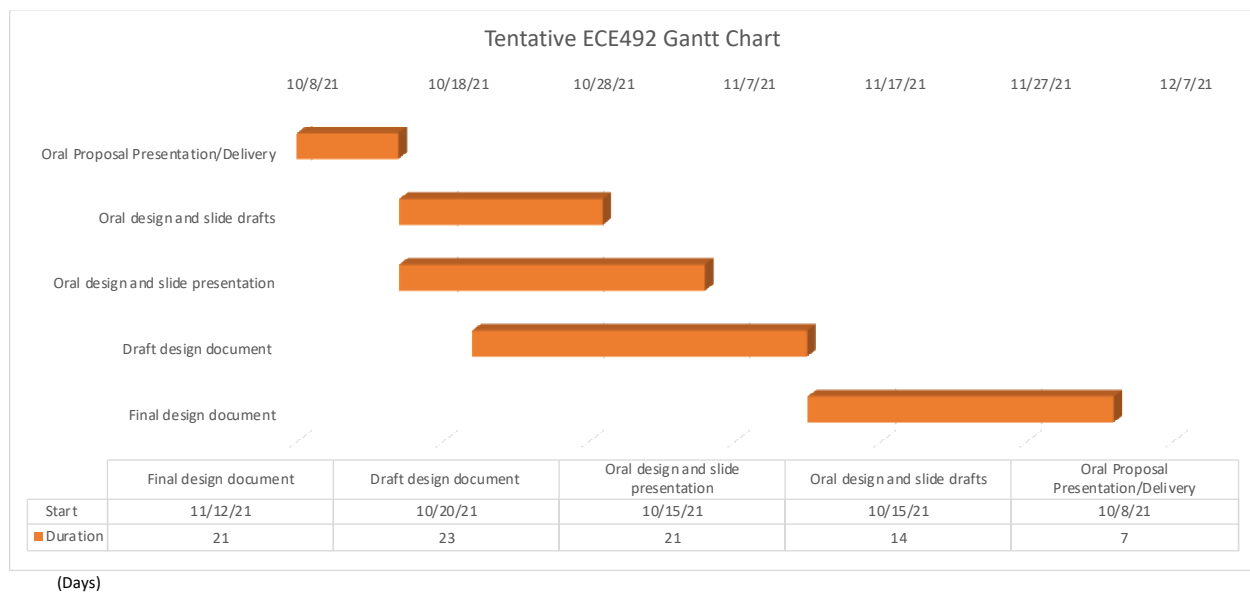 Tentative ECE492 Gantt Chart
10/8/21 10/18/21 10/28/21 11/7/21 11/17/21 11/27/21 12/7/21
Oral Proposal Presentation/Delivery
Oral design and slide drafts
Oral design and slide presentation
Draft design document
Final design document
Final design document Draft design document Oral design and slide presentation Oral design and slide drafts Oral Proposal Presentation/Delivery
Start 11/12/21 10/20/21 10/15/21 10/15/21 10/8/21
Duration 21 23 21 14 7
(Days)